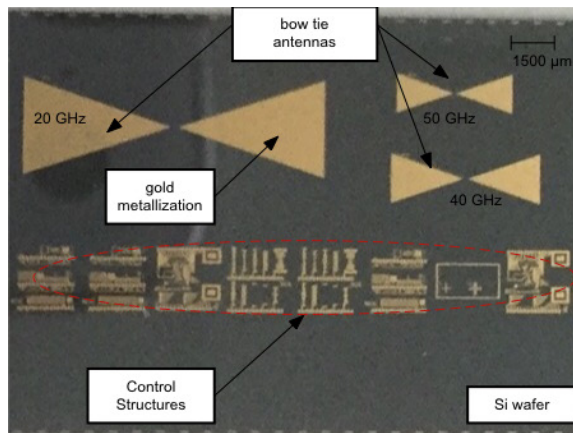 bow tie
antennas
1500 µm
20 GHz
50 GHz
gold
metallization
40 GHz
Control
Structures
Si wafer